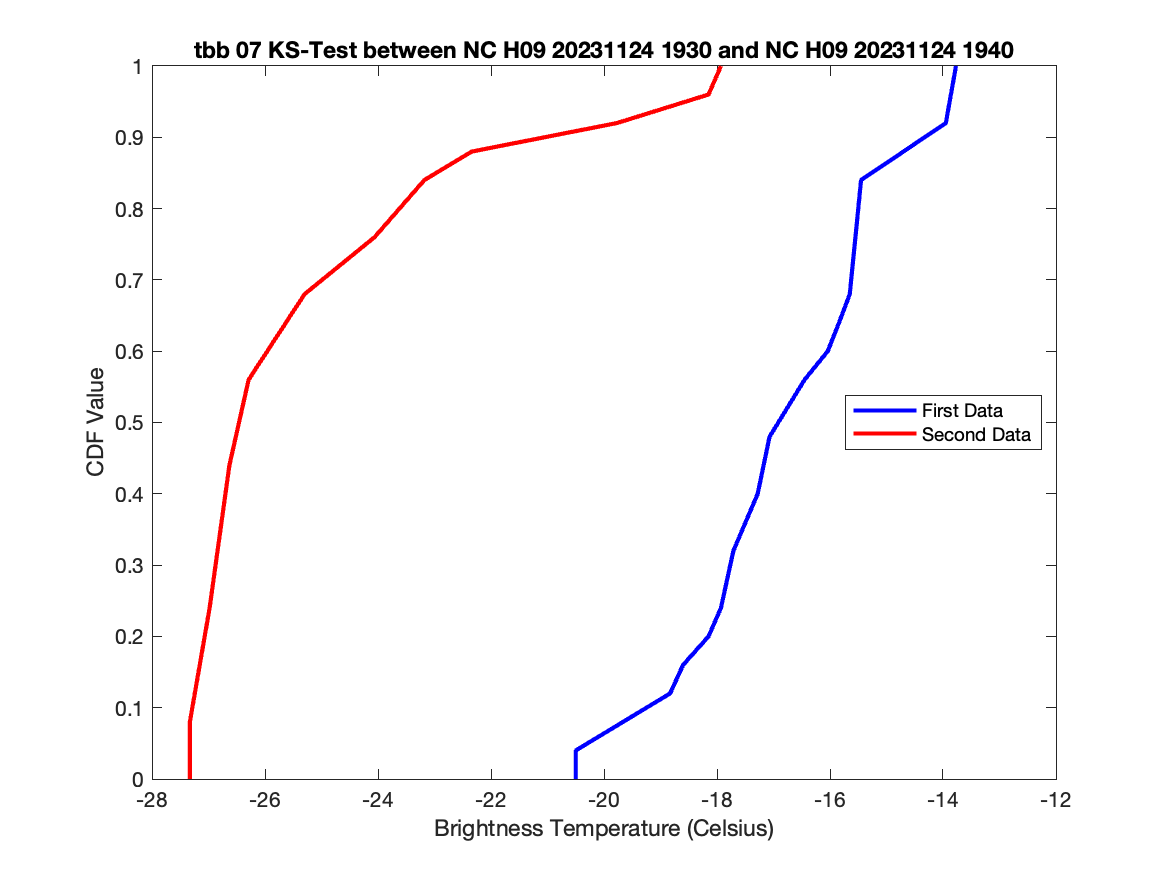 tbb 07 KS-Test between NC H09 20231124 1930 and NC H09 20231124 1940
1
0.9
0.8
0.7
0.6
0.5
0.4
0.3
0.2
0.1
0
CDF Value
First Data
Second Data
-28 -26 -24 -22 -20 -18 -16 -14 -12
Brightness Temperature (Celsius)